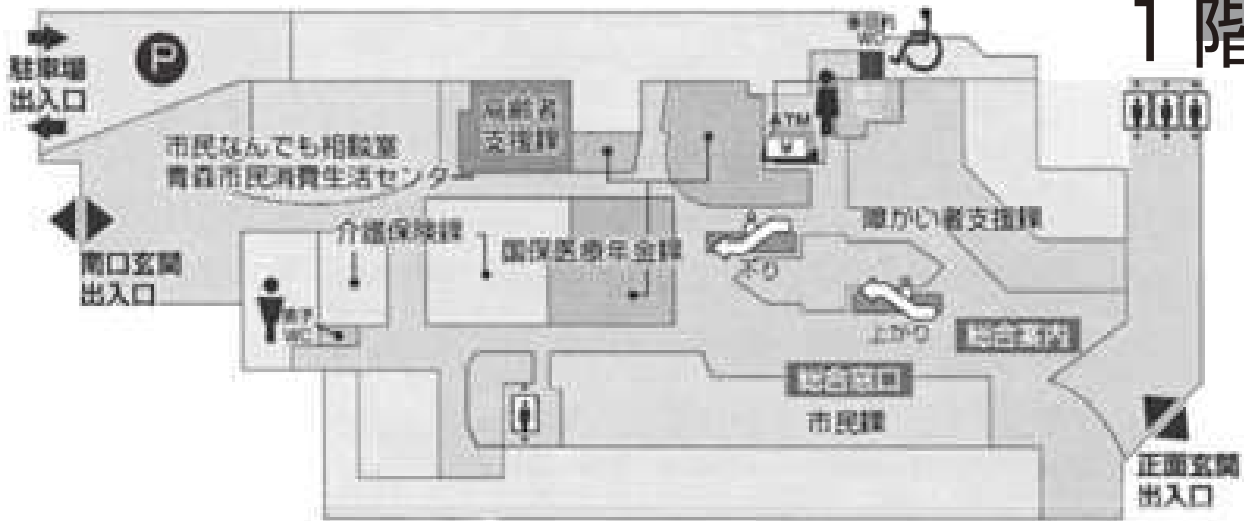 1階
駐車場
出入口
P
高齢者
支援課
WC
ATM
市民なんでも相談室
青森市民消費生活センター
障がい者支援課
介護保険課
国保医療年金課
南口玄関
出入口
下り
上がり
WC
総合案内
総合窓口
市民課
正面玄関
出入口